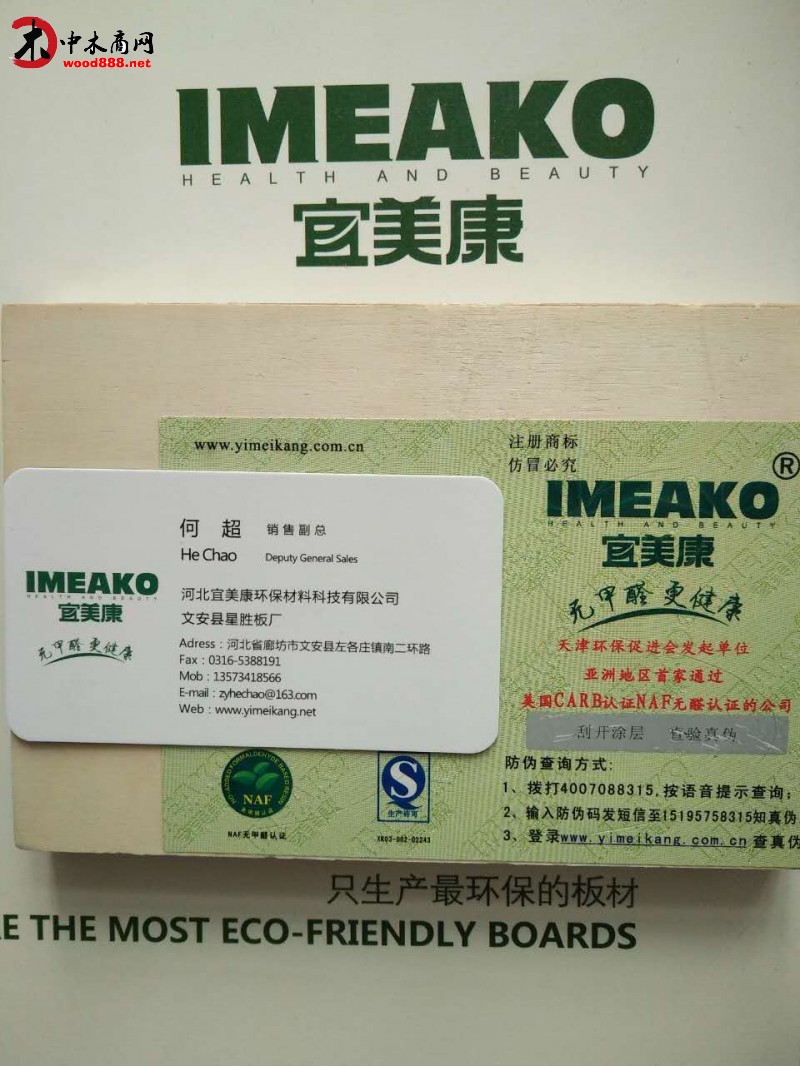 中木商网
wood888.net
IMEAKO
HEALTH AND BEAUTY
宜美康
www.yimeikang.com.cn
注册商标
仿冒必究
®
IMEAKO
HEALTH AND BEAUTY
宜美康
无甲醛 更健康
天津环保促进会发起单位
亚洲地区首家通过
美国CARB认证NAF无醛认证的公司
刮开涂层 查验真伪
防伪查询方式:
1、拨打4007088315,按语音提示查询;
2、输入防伪码发短信至15195758315知真伪
3、登录www.yimeikang.com.cn查真伪
何超 销售副总
He Chao Deputy General Sales
IMEAKO
HEALTH AND BEAUTY
宜美康
无甲醛 更健康
河北宜美康环保材料科技有限公司
文安县星胜板厂
Adress:河北省廊坊市文安县左各庄镇南二环路
Fax:0316-5388191
Mob:13573418566
E-mail:zyhechao@163.com
Web:www.yimeikang.net
NO ADDED FORMALDEHYDE BASED RESIN
NAF
NAF无甲醛认证
S
生产许可
XK03-002-02243
只生产最环保的板材
RE THE MOST ECO-FRIENDLY BOARDS